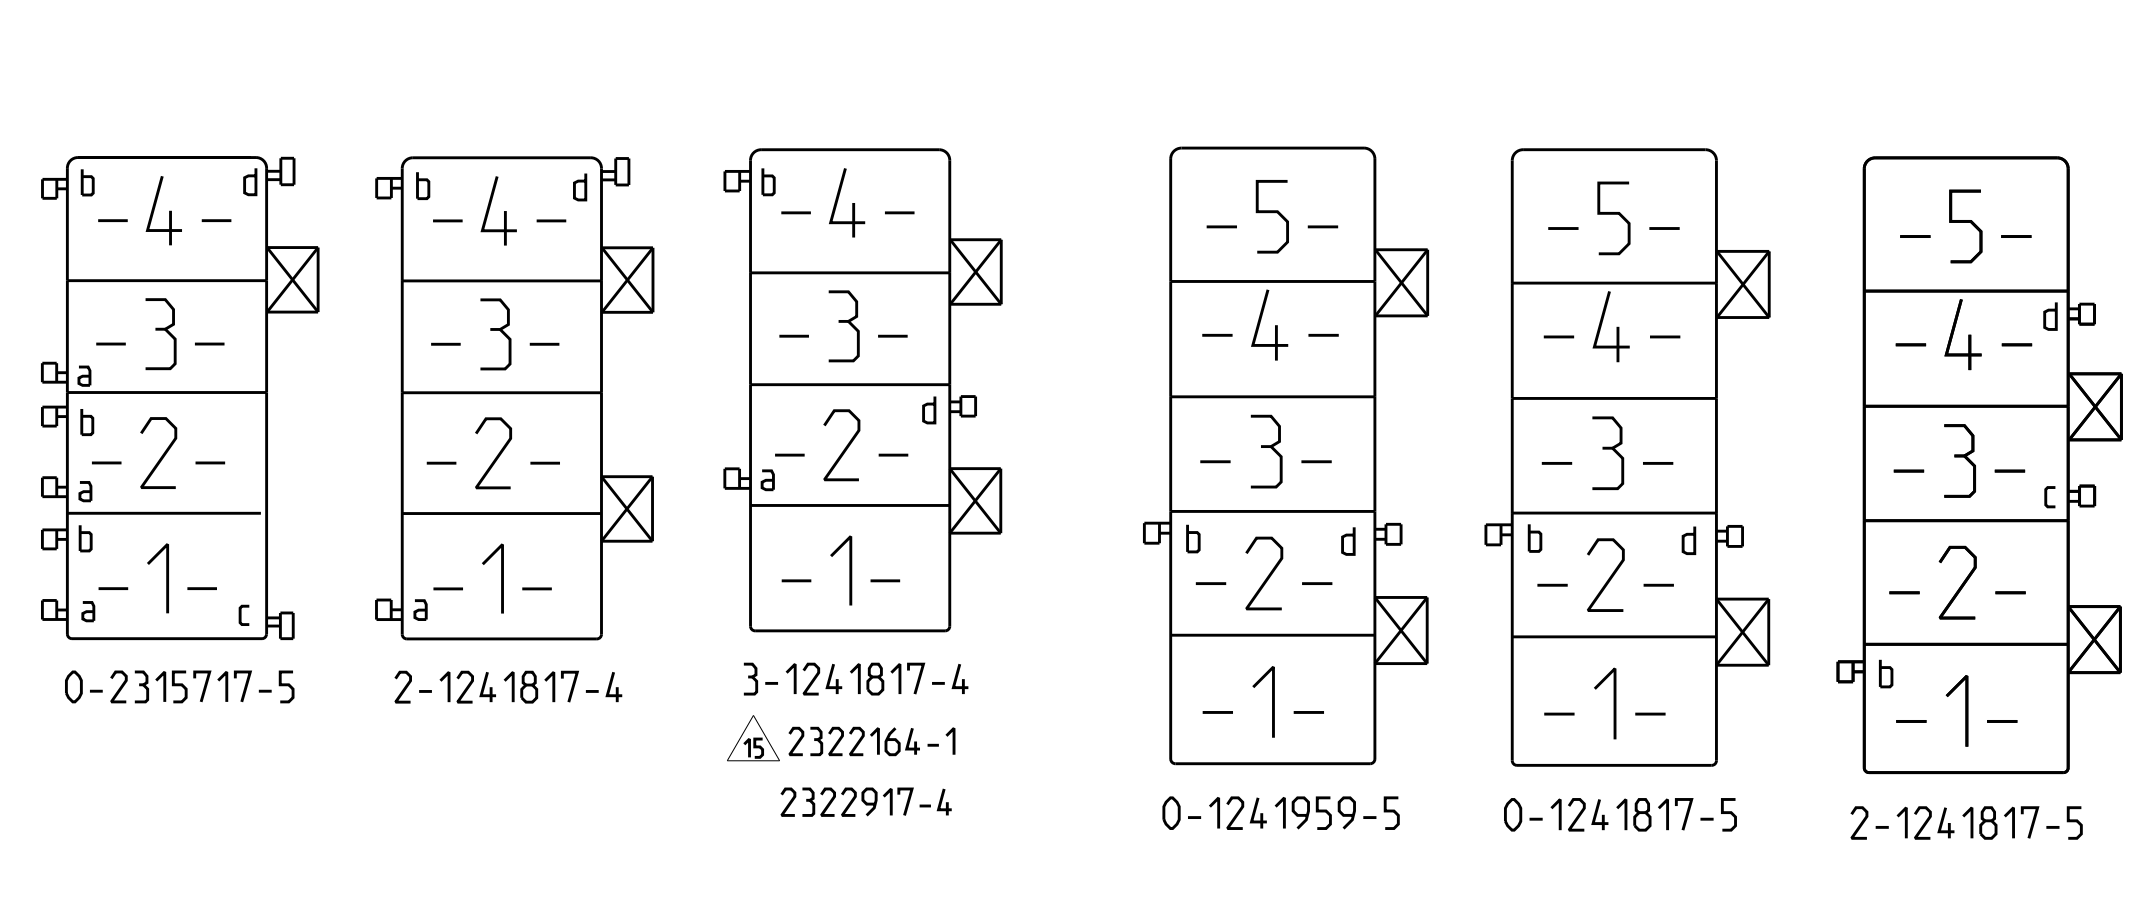 b -4- d
-3-
a
b
-2-
a
b
-1-
a c
0-2315717-5
b -4- d
-3-
-2-
a -1-
2-1241817-4
b -4-
-3-
-2- d
a
-1-
3-1241817-4
15 2322164-1
2322917-4
-5-
-4-
-3-
b -2- d
-1-
0-1241959-5
-5-
-4-
-3-
b -2- d
-1-
0-1241817-5
-5-
-4- d
-3- c
-2-
b -1-
2-1241817-5